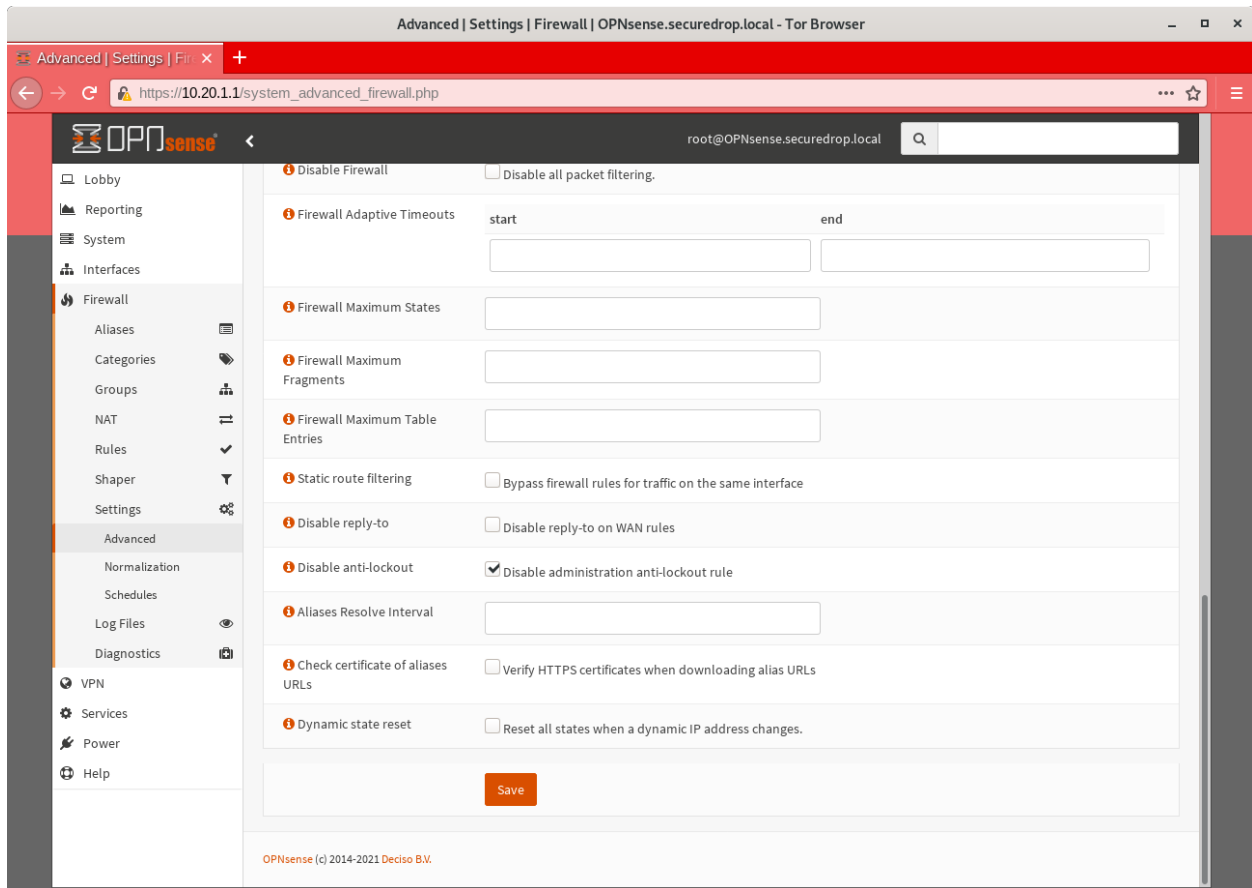 Advanced | Settings | Firewall | OPNsense.securedrop.local - Tor Browser
Advanced | Settings | Fir
https://10.20.1.1/system_advanced_firewall.php
OPNsense
root@OPNsense.securedrop.local
Lobby
Reporting
System
Interfaces
Firewall
Aliases
Categories
Groups
NAT
Rules
Shaper
Settings
Advanced
Normalization
Schedules
Log Files
Diagnostics
VPN
Services
Power
Help
Disable Firewall
Disable all packet filtering.
Firewall Adaptive Timeouts
start
end
Firewall Maximum States
Firewall Maximum
Fragments
Firewall Maximum Table
Entries
Static route filtering
Bypass firewall rules for traffic on the same interface
Disable reply-to
Disable reply-to on WAN rules
Disable anti-lockout
Disable administration anti-lockout rule
Aliases Resolve Interval
Check certificate of aliases
URLs
Verify HTTPS certificates when downloading alias URLs
Dynamic state reset
Reset all states when a dynamic IP address changes.
Save
OPNsense (c) 2014-2021 Deciso B.V.